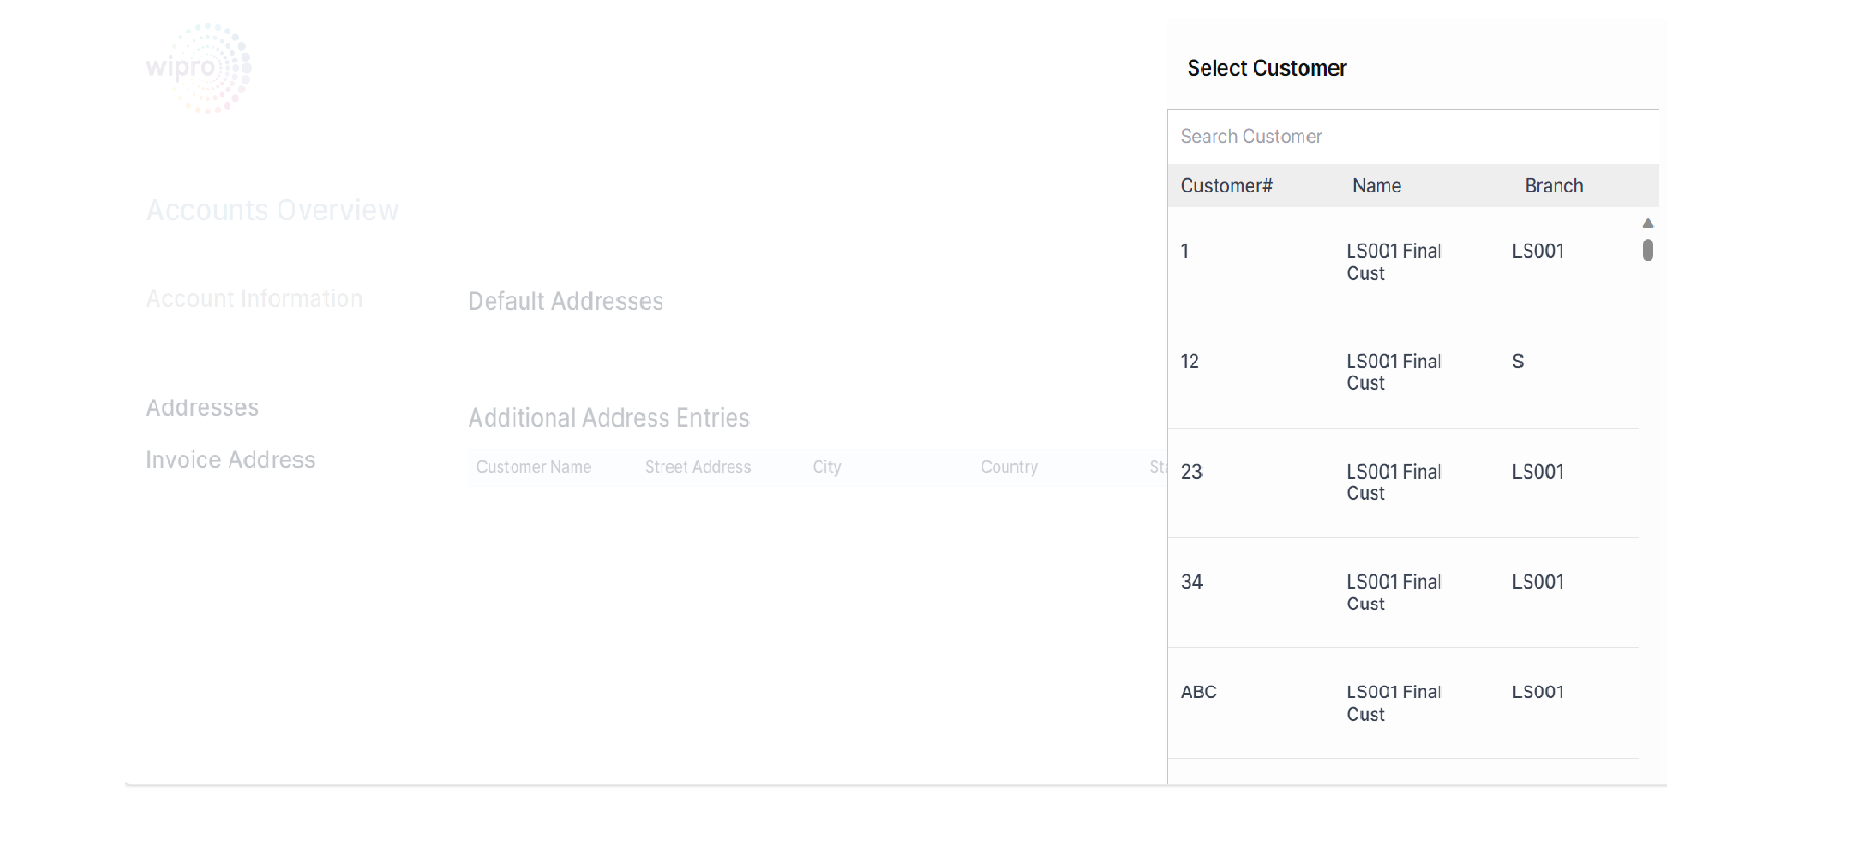 wipro
Select Customer
Search Customer
Customer# Name Branch
Accounts Overview
Account Information
Default Addresses
Addresses
Additional Address Entries
Invoice Address
Customer Name Street Address City Country
1 LS001 Final LS001
Cust
12 LS001 Final S
Cust
23 LS001 Final LS001
Cust
34 LS001 Final LS001
Cust
ABC LS001 Final LS001
Cust